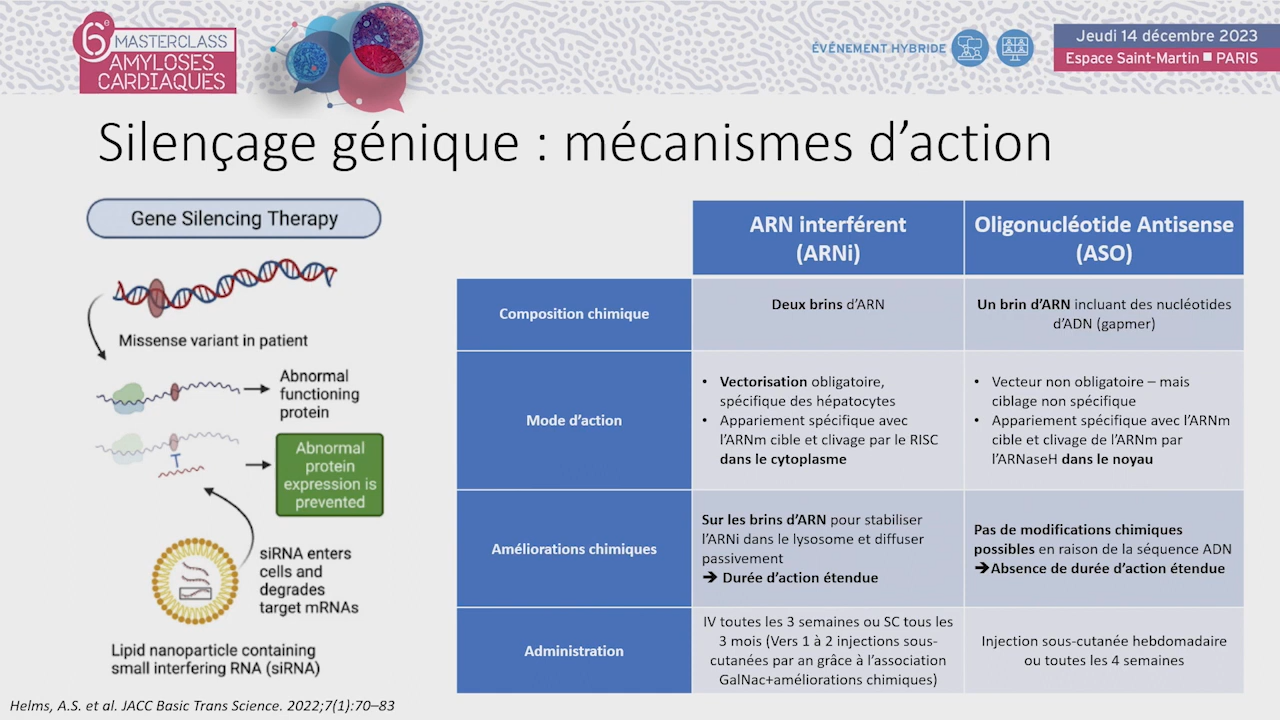 6e
MASTERCLASS
AMYLOSES
CARDIAQUES
ÉVÉNEMENT HYBRIDE
Jeudi 14 décembre 2023
Espace Saint-Martin ■ PARIS
Silençage génique : mécanismes d’action
Gene Silencing Therapy
Missense variant in patient
Abnormal
functioning
protein
Abnormal
protein
expression is
prevented
siRNA enters
cells and
degrades
target mRNAs
Lipid nanoparticle containing
small interfering RNA (siRNA)
ARN interférent
(ARNi)
Oligonucléotide Antisense
(ASO)
Composition chimique
Deux brins d’ARN
Un brin d’ARN incluant des nucléotides
d’ADN (gapmer)
Mode d’action
• Vectorisation obligatoire,
spécifique des hépatocytes
• Appariement spécifique avec
l’ARNm cible et clivage par le RISC
dans le cytoplasme
• Vecteur non obligatoire – mais
ciblage non spécifique
• Appariement spécifique avec l’ARNm
cible et clivage de l’ARNm par
l’ARNaseH dans le noyau
Améliorations chimiques
Sur les brins d’ARN pour stabiliser
l’ARNi dans le lysosome et diffuser
passivement
➔ Durée d’action étendue
Pas de modifications chimiques
possibles en raison de la séquence ADN
➔Absence de durée d’action étendue
Administration
IV toutes les 3 semaines ou SC tous les
3 mois (Vers 1 à 2 injections sous-
cutanées par an grâce à l’association
GalNac+améliorations chimiques)
Injection sous-cutanée hebdomadaire
ou toutes les 4 semaines
Helms, A.S. et al. JACC Basic Trans Science. 2022;7(1):70–83